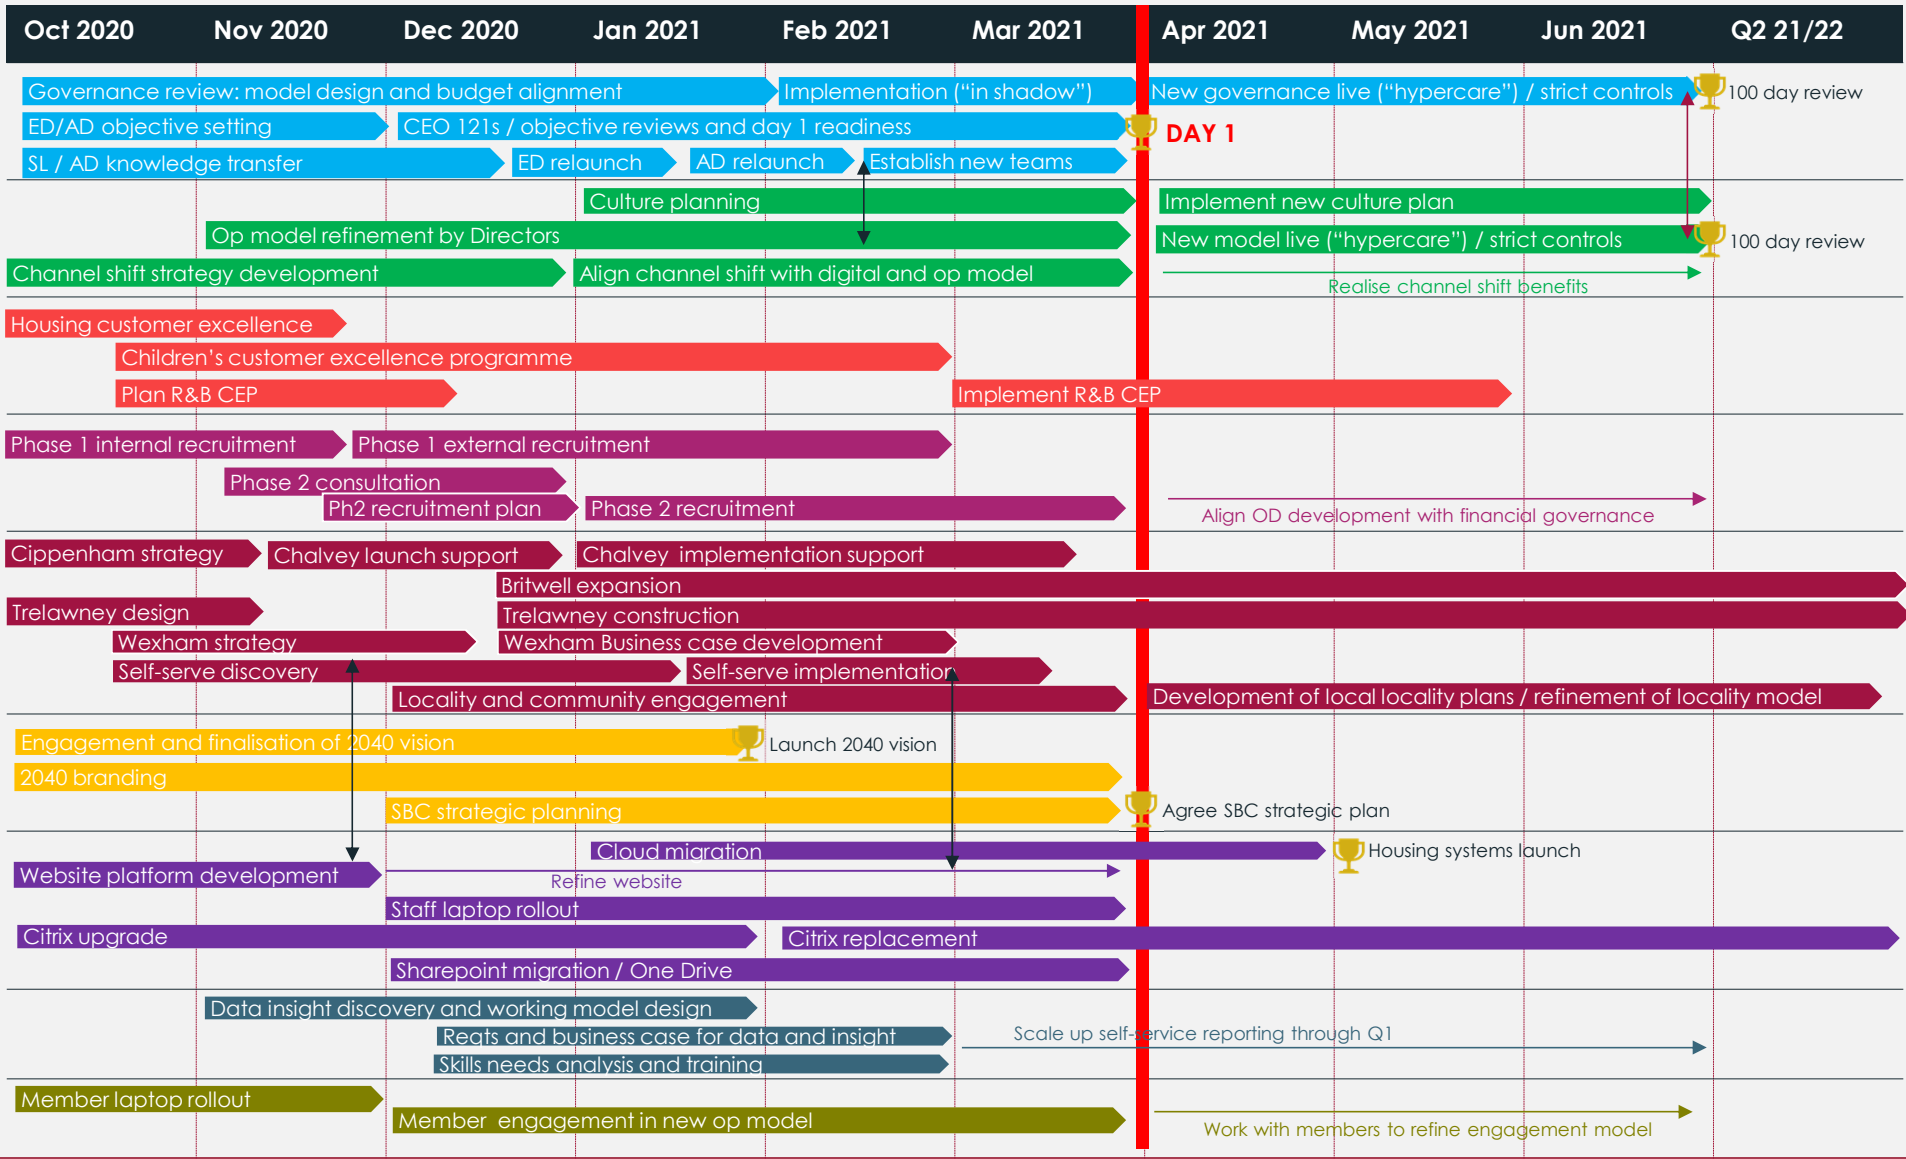 Oct 2020 Nov 2020 Dec 2020 Jan 2021 Feb 2021 Mar 2021 Apr 2021 May 2021 Jun 2021 Q2 21/22
Governance review: model design and budget alignment Implementation (“in shadow”) New governance live (“hypercare”) / strict controls 100 day review
ED/AD objective setting CEO 121s / objective reviews and day 1 readiness DAY 1
SL / AD knowledge transfer ED relaunch AD relaunch Establish new teams
Culture planning Implement new culture plan
Op model refinement by Directors New model live (“hypercare”) / strict controls 100 day review
Channel shift strategy development Align channel shift with digital and op model
Realise channel shift benefits
Housing customer excellence
Children’s customer excellence programme
Plan R&B CEP Implement R&B CEP
Phase 1 internal recruitment Phase 1 external recruitment
Phase 2 consultation
Ph2 recruitment plan Phase 2 recruitment
Align OD development with financial governance
Cippenham strategy Chalvey launch support Chalvey implementation support
Britwell expansion
Trelawney design Trelawney construction
Wexham strategy Wexham Business case development
Self-serve discovery Self-serve implementation
Locality and community engagement Development of local locality plans / refinement of locality model
Engagement and finalisation of 2040 vision Launch 2040 vision
2040 branding
SBC strategic planning Agree SBC strategic plan
Cloud migration Housing systems launch
Website platform development
Refine website
Staff laptop rollout
Citrix upgrade Citrix replacement
Sharepoint migration / One Drive
Data insight discovery and working model design
Reqts and business case for data and insight Scale up self-service reporting through Q1
Skills needs analysis and training
Member laptop rollout
Member engagement in new op model
Work with members to refine engagement model